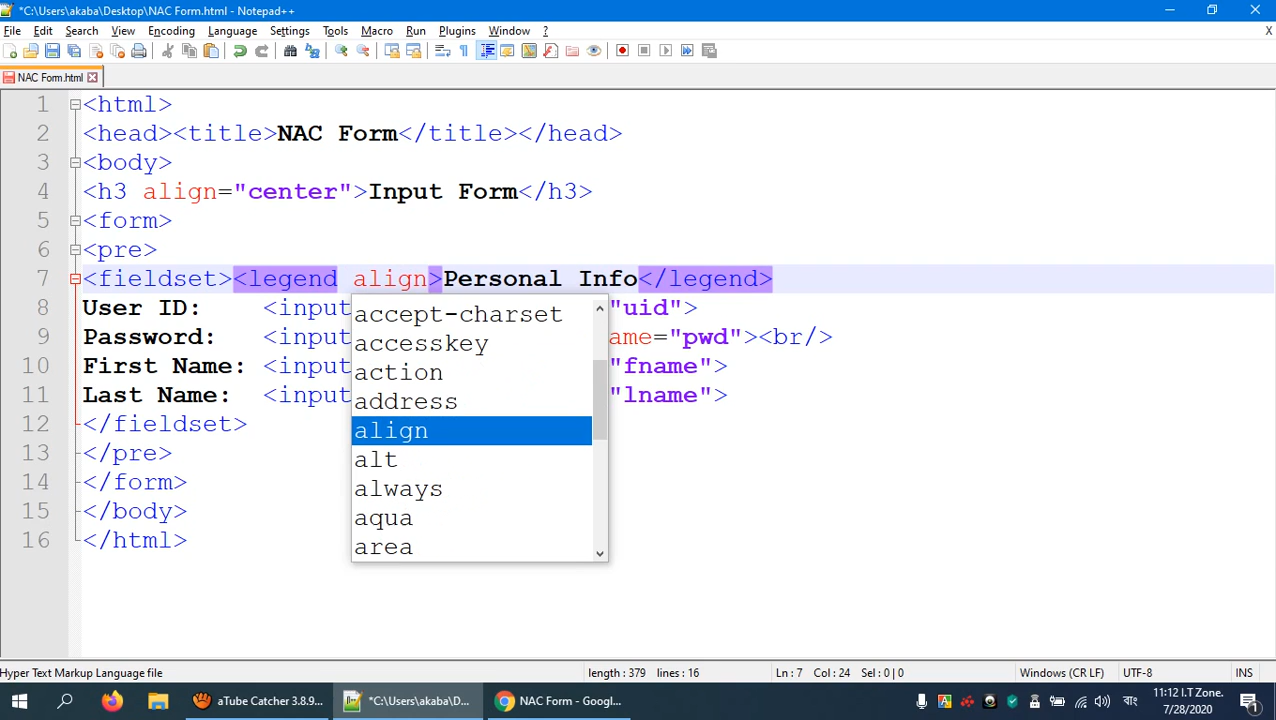 *C:\Users\akaba\Desktop\NAC Form.html - Notepad++
File Edit Search View Encoding Language Settings Tools Macro Run Plugins Window ? X
NAC Form.html
1 <html>
2 <head><title>NAC Form</title></head>
3 <body>
4 <h3 align="center">Input Form</h3>
5 <form>
6 <pre>
7 <fieldset><legend align>Personal Info</legend>
8 User ID: <input "uid">
9 Password: <input ame="pwd"><br/>
10 First Name: <input "fname">
11 Last Name: <input "lname">
12 </fieldset>
13 </pre>
14 </form>
15 </body>
16 </html>
accept-charset
accesskey
action
address
align
alt
always
aqua
area
Hyper Text Markup Language file length : 379 lines : 16 Ln : 7 Col : 24 Sel : 0 | 0 Windows (CR LF) UTF-8 INS
aTube Catcher 3.8.9... *C:\Users\akaba\D... NAC Form - Googl... বাং 11:12 I.T Zone.
7/28/2020